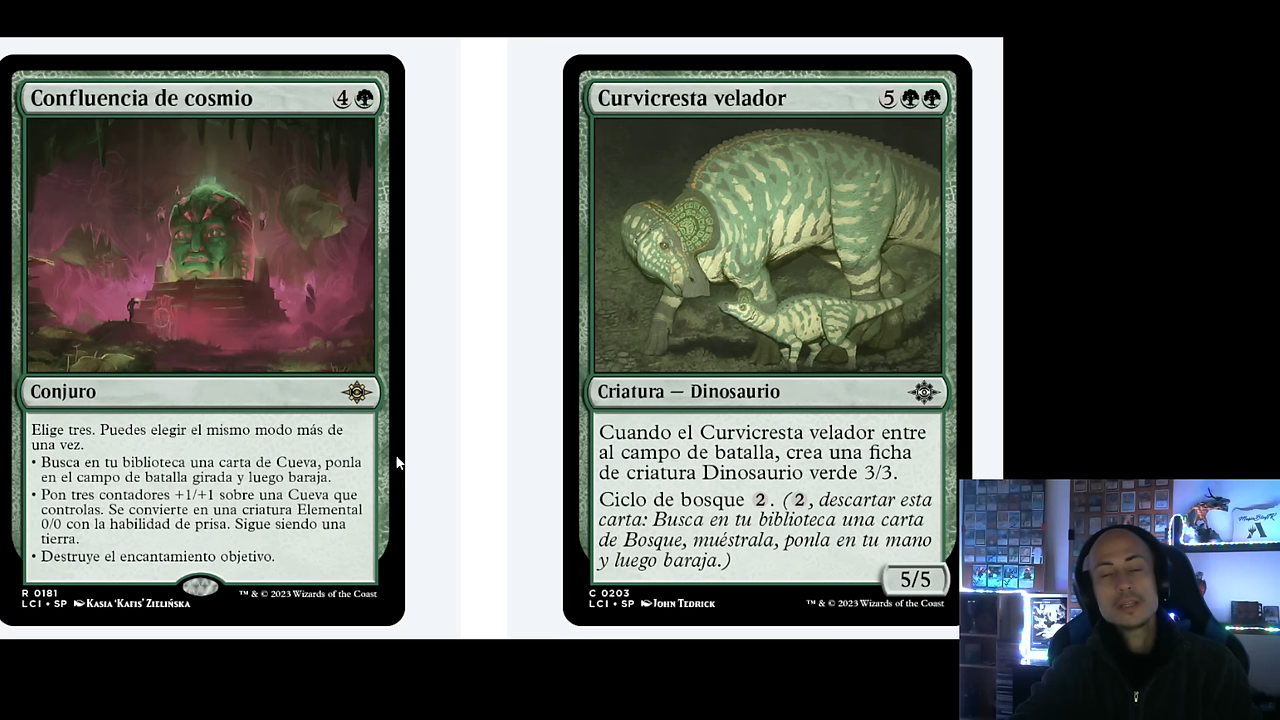 Confluencia de cosmio
4
Conjuro
Elige tres. Puedes elegir el mismo modo más de
una vez.
• Busca en tu biblioteca una carta de Cueva, ponla
en el campo de batalla girada y luego baraja.
• Pon tres contadores +1/+1 sobre una Cueva que
controlas. Se convierte en una criatura Elemental
0/0 con la habilidad de prisa. Sigue siendo una
tierra.
• Destruye el encantamiento objetivo.
R 0181
LCI • SP Kasia 'Kafis' Zielińska
™ & © 2023 Wizards of the Coast
Curvicresta velador
5
Criatura — Dinosaurio
Cuando el Curvicresta velador entre
al campo de batalla, crea una ficha
de criatura Dinosaurio verde 3/3.
Ciclo de bosque 2. (2, descartar esta
carta: Busca en tu biblioteca una carta
de Bosque, muéstrala, ponla en tu mano
y luego baraja.)
5/5
C 0203
LCI • SP John Tedrick
™ & © 2023 Wizards of the Coast